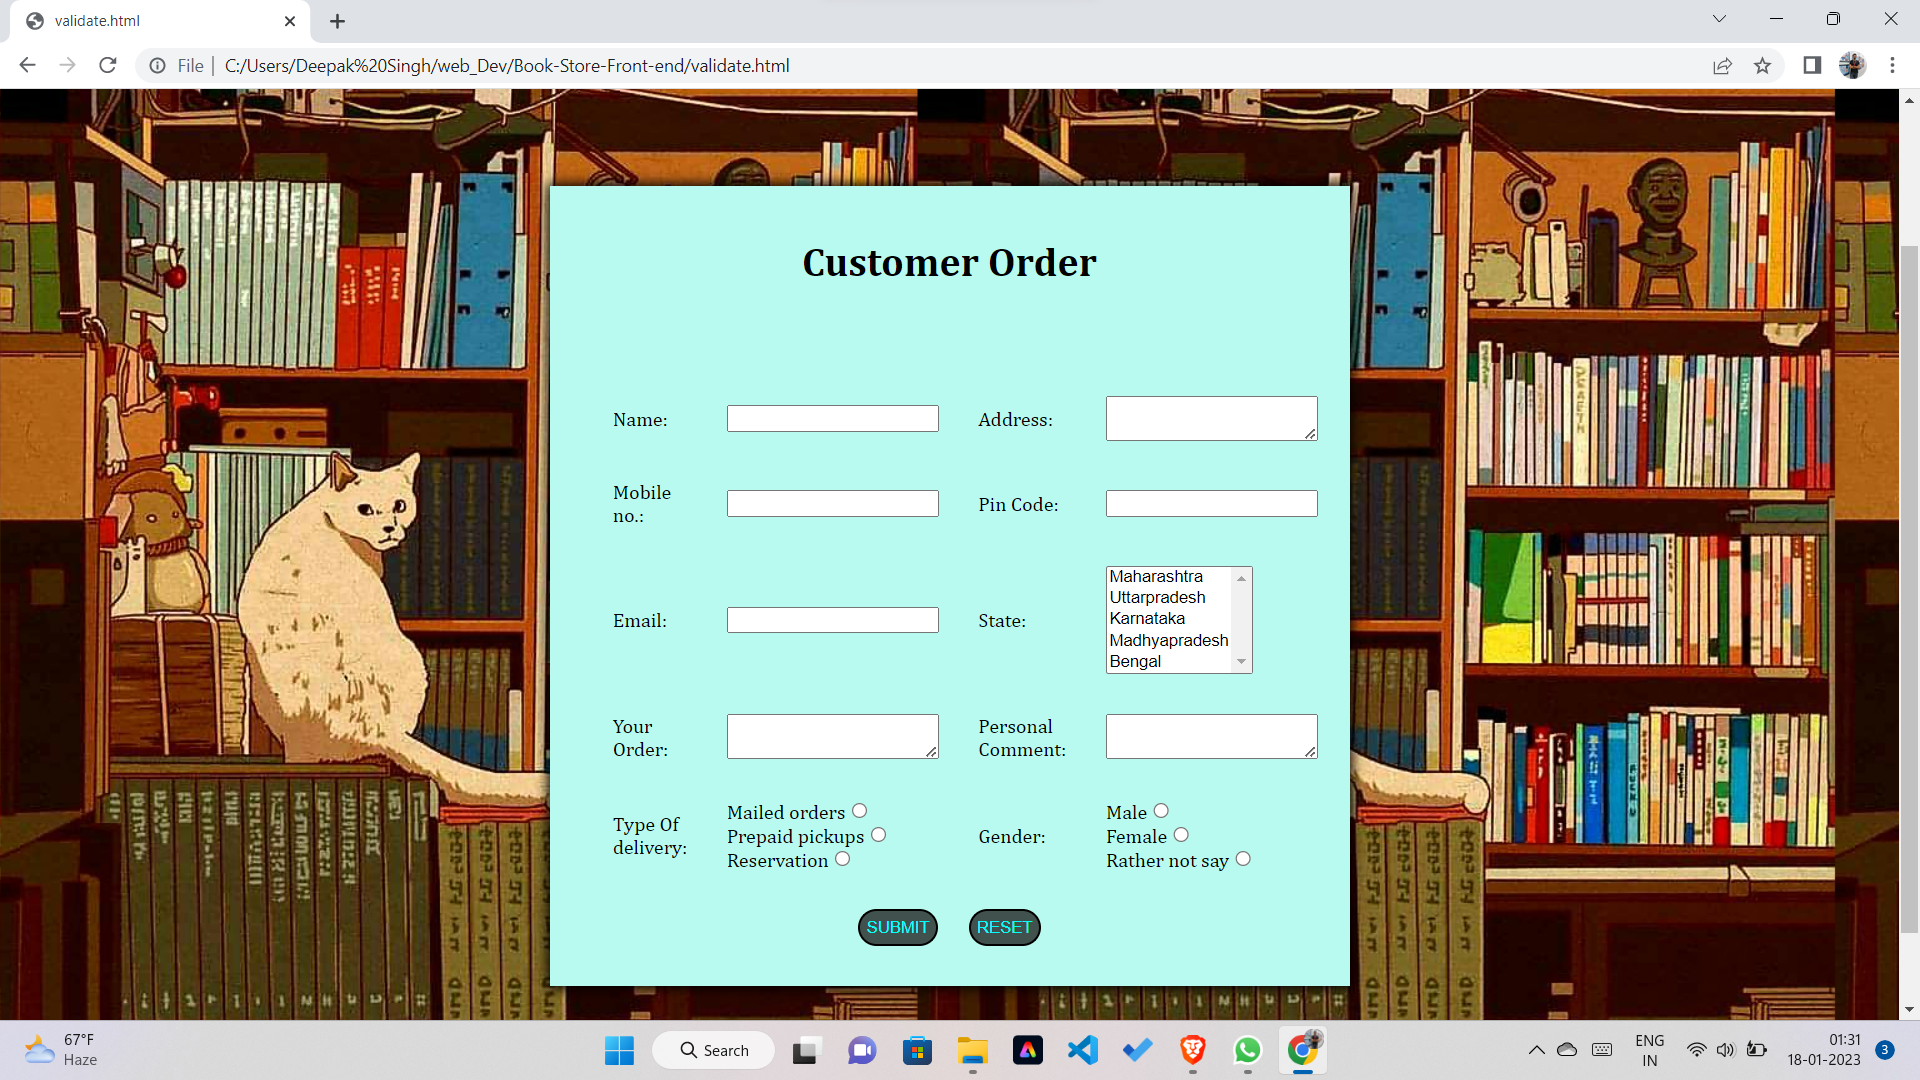 validate.html
File
C:/Users/Deepak%20Singh/web_Dev/Book-Store-Front-end/validate.html
Customer Order
Name:
Address:
Mobile
no.:
Pin Code:
Email:
State:
Maharashtra
Uttarpradesh
Karnataka
Madhyapradesh
Bengal
Your
Order:
Personal
Comment:
Type Of
delivery:
Mailed orders
Prepaid pickups
Reservation
Gender:
Male
Female
Rather not say
SUBMIT
RESET
67°F
Haze
Search
ENG
IN
01:31
18-01-2023
3